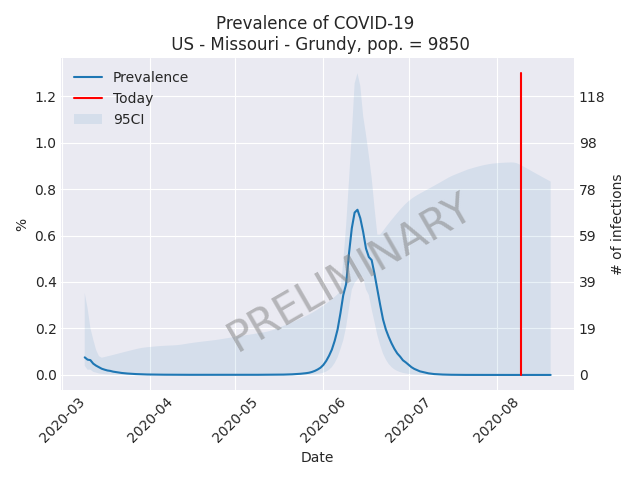 Prevalence of COVID-19
US - Missouri - Grundy, pop. = 9850
Prevalence
Today
95CI
PRELIMINARY
%
1.2
1.0
0.8
0.6
0.4
0.2
0.0
118
98
78
59
39
19
0
# of infections
2020-03
2020-04
2020-05
2020-06
2020-07
2020-08
Date